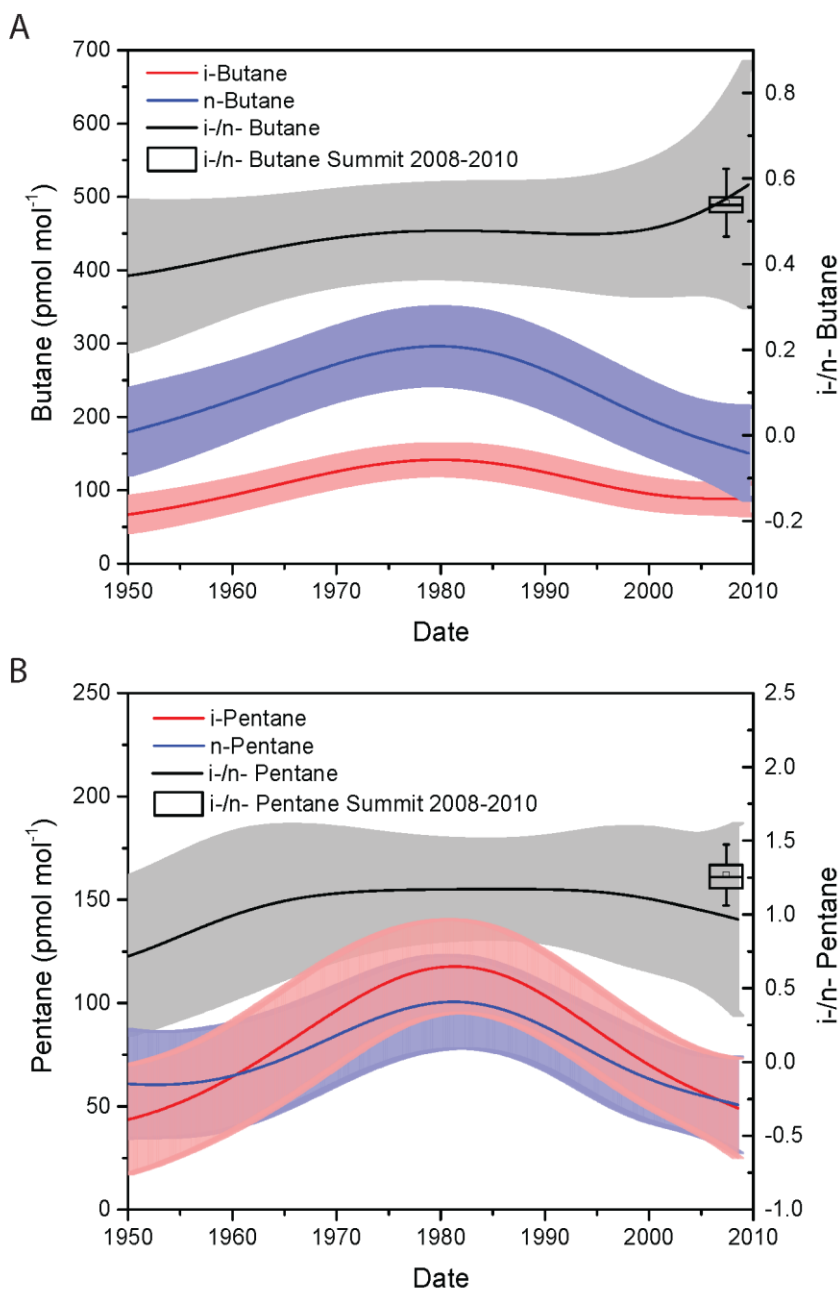 A
700
600
500
400
300
200
100
0
Butane (pmol mol⁻¹)
i-Butane
n-Butane
i-/n- Butane
i-/n- Butane Summit 2008-2010
0.8
0.6
0.4
0.2
0.0
-0.2
i-/n- Butane
1950 1960 1970 1980 1990 2000 2010
Date
B
250
200
150
100
50
0
Pentane (pmol mol⁻¹)
i-Pentane
n-Pentane
i-/n- Pentane
i-/n- Pentane Summit 2008-2010
2.5
2.0
1.5
1.0
0.5
0.0
-0.5
-1.0
i-/n- Pentane
1950 1960 1970 1980 1990 2000 2010
Date